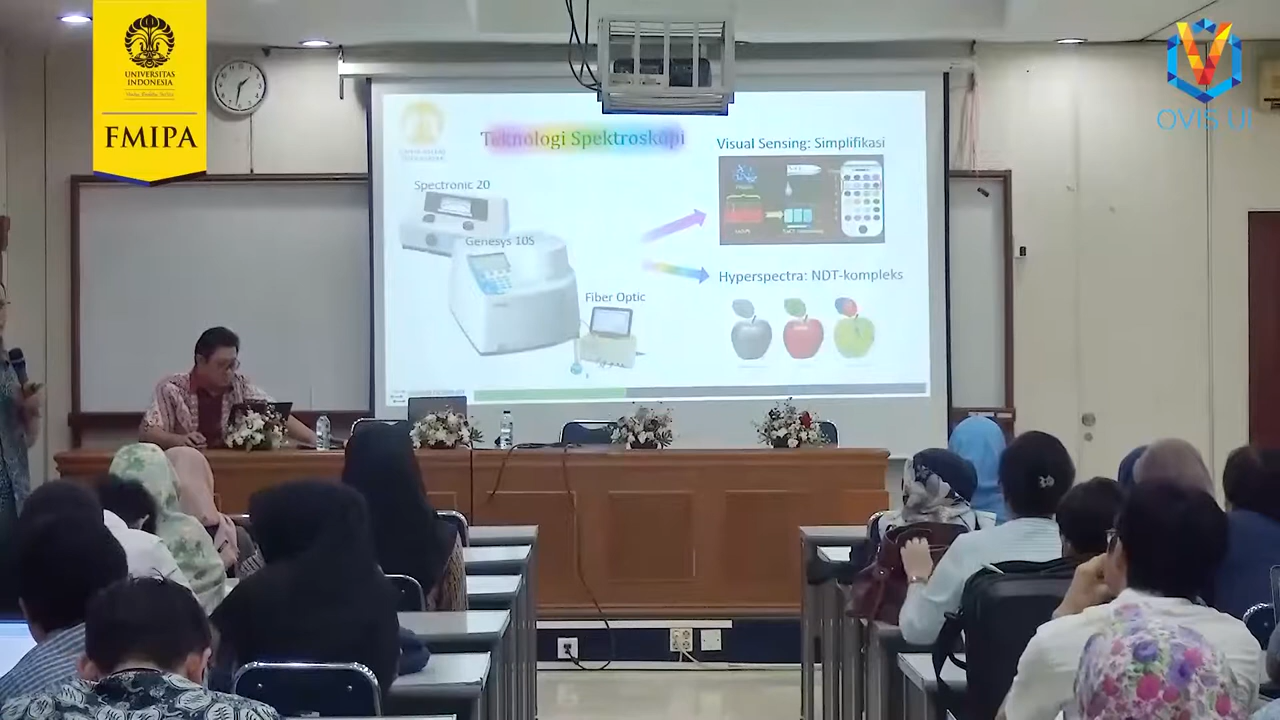 UNIVERSITAS
INDONESIA
FMIPA
OVIS UI
Teknologi Spektroskopi
Visual Sensing: Simplifikasi
Spectronic 20
Genesys 10S
Fiber Optic
Hyperspectra: NDT-kompleks